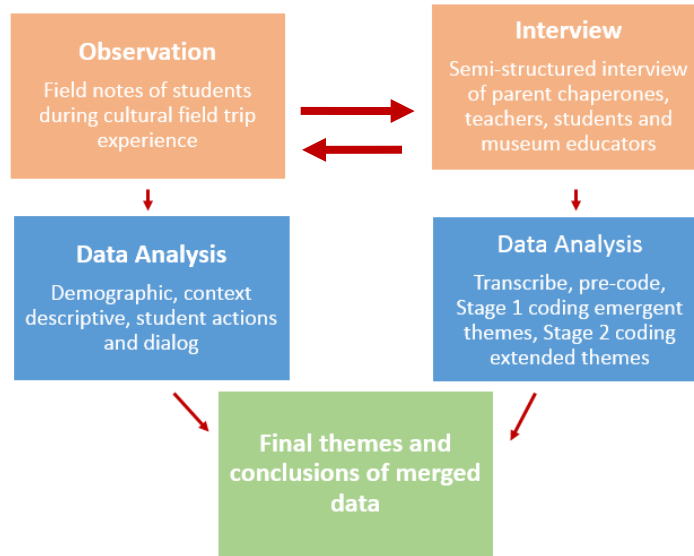 Observation
Field notes of students
during cultural field trip
experience
Interview
Semi-structured interview
of parent chaperones,
teachers, students and
museum educators
Data Analysis
Demographic, context
descriptive, student actions
and dialog
Data Analysis
Transcribe, pre-code,
Stage 1 coding emergent
themes, Stage 2 coding
extended themes
Final themes and
conclusions of merged
data